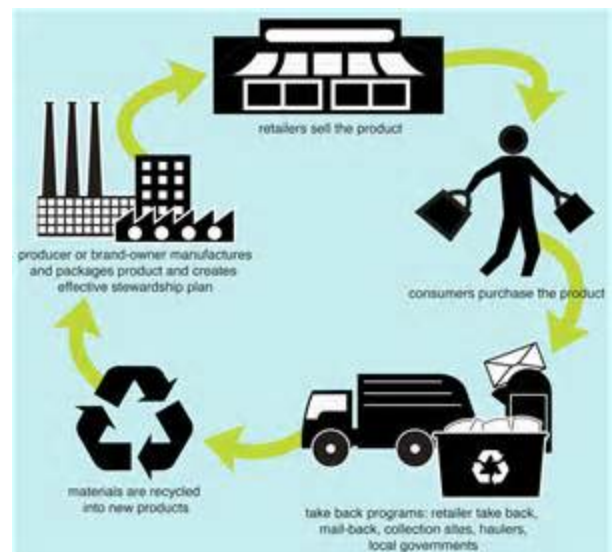 retailers sell the product
producer or brand-owner manufactures
and packages product and creates
effective stewardship plan
consumers purchase the product
materials are recycled
into new products
take back programs: retailer take back,
mail-back, collection sites, haulers,
local governments